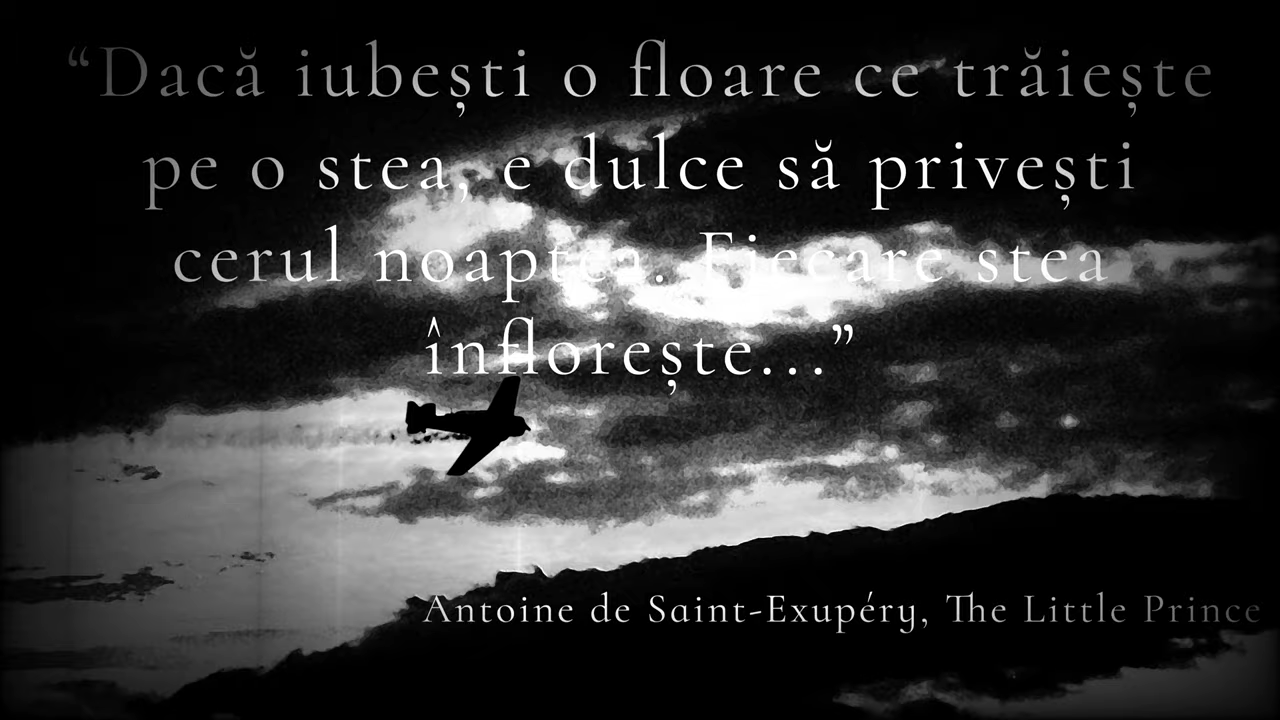 “Dacă iubești o floare ce trăiește
pe o stea, e dulce să privești
cerul noaptea. Fiecare stea
înflorește...”
Antoine de Saint-Exupéry, The Little Prince